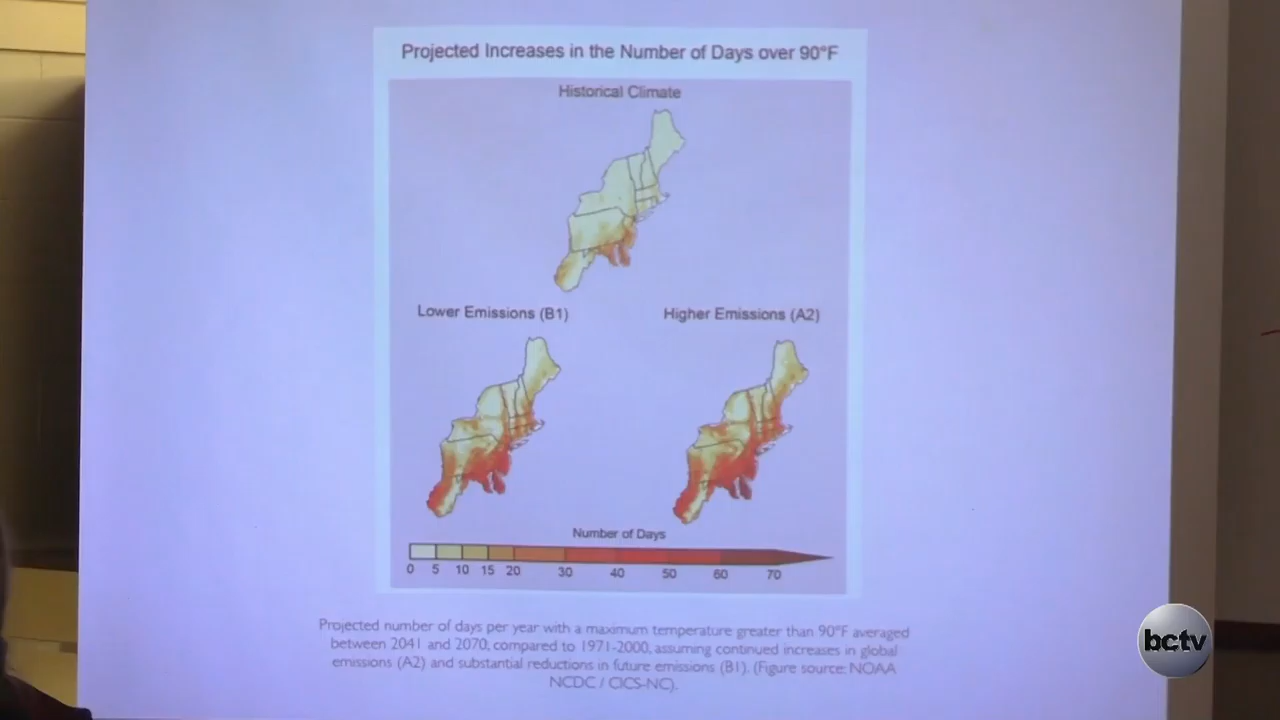 Projected Increases in the Number of Days over 90°F
Historical Climate
Lower Emissions (B1)
Higher Emissions (A2)
Number of Days
0 5 10 15 20 30 40 50 60 70
Projected number of days per year with a maximum temperature greater than 90°F averaged
between 2041 and 2070, compared to 1971-2000, assuming continued increases in global
emissions (A2) and substantial reductions in future emissions (B1). (Figure source: NOAA
NCDC / CICS-NC).
bctv